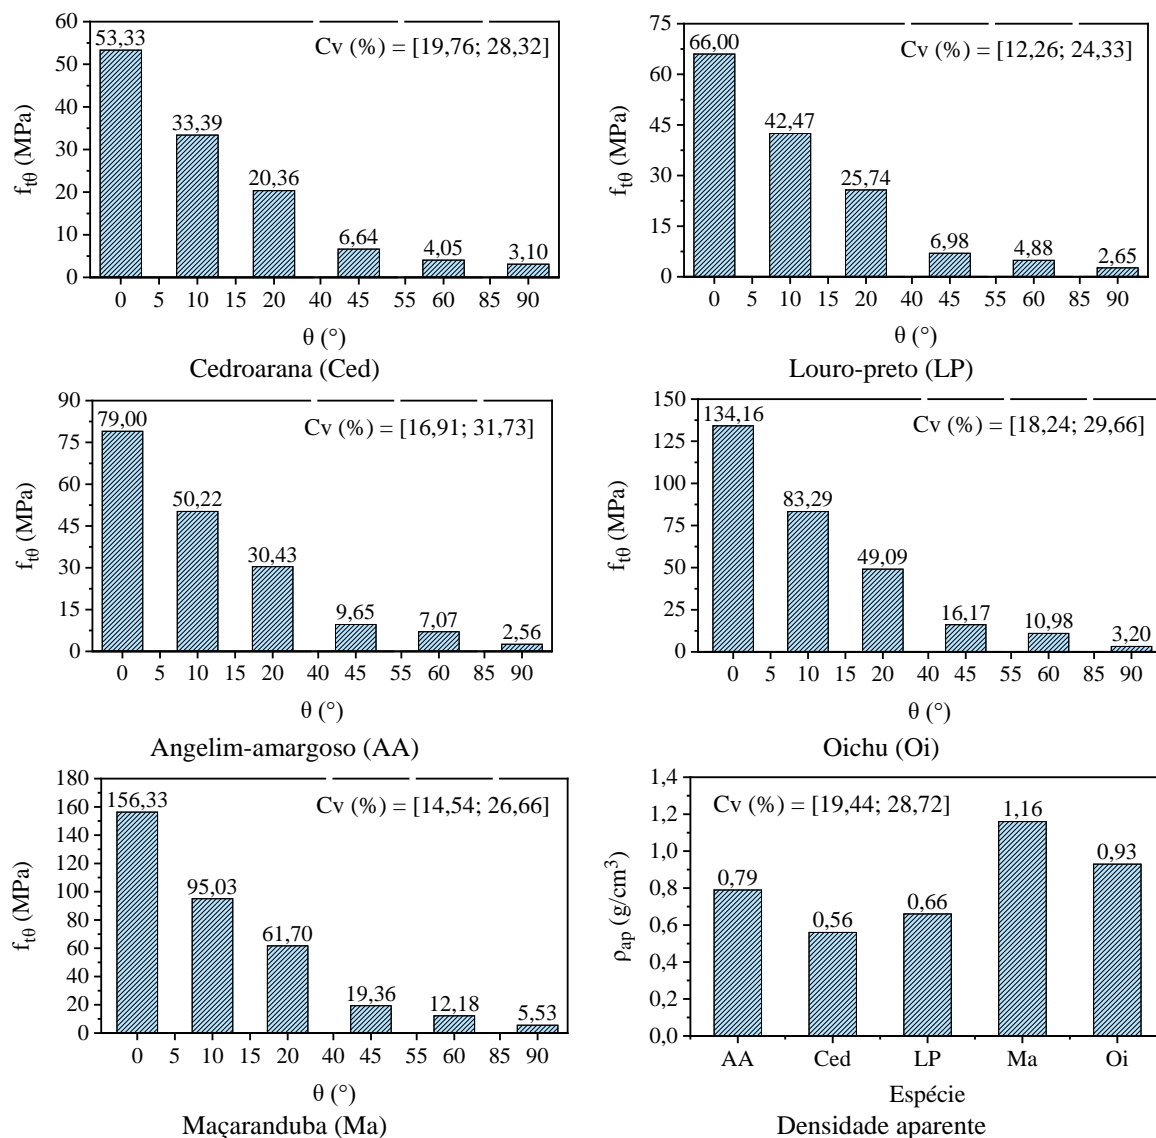 60
50
40
30
20
10
0
f_tθ (MPa)
Cv (%) = [19,76; 28,32]
53,33
33,39
20,36
6,64
4,05
3,10
0 5 10 15 20 40 45 55 60 85 90
θ (°)
Cedroarana (Ced)
75
60
45
30
15
0
f_tθ (MPa)
Cv (%) = [12,26; 24,33]
66,00
42,47
25,74
6,98
4,88
2,65
0 5 10 15 20 40 45 55 60 85 90
θ (°)
Louro-preto (LP)
90
75
60
45
30
15
0
f_tθ (MPa)
Cv (%) = [16,91; 31,73]
79,00
50,22
30,43
9,65
7,07
2,56
0 5 10 15 20 40 45 55 60 85 90
θ (°)
Angelim-amargoso (AA)
150
125
100
75
50
25
0
f_tθ (MPa)
Cv (%) = [18,24; 29,66]
134,16
83,29
49,09
16,17
10,98
3,20
0 5 10 15 20 40 45 55 60 85 90
θ (°)
Oichu (Oi)
180
160
140
120
100
80
60
40
20
0
f_tθ (MPa)
Cv (%) = [14,54; 26,66]
156,33
95,03
61,70
19,36
12,18
5,53
0 5 10 15 20 40 45 55 60 85 90
θ (°)
Maçaranduba (Ma)
1,4
1,2
1,0
0,8
0,6
0,4
0,2
0,0
ρ_ap (g/cm³)
Cv (%) = [19,44; 28,72]
0,79
0,56
0,66
1,16
0,93
AA Ced LP Ma Oi
Espécie
Densidade aparente